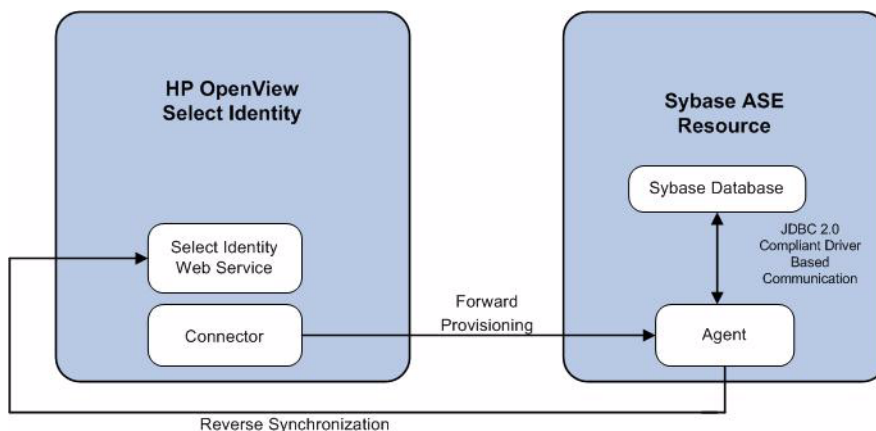 HP OpenView
Select Identity
Sybase ASE
Resource
Sybase Database
JDBC 2.0
Compliant Driver
Based
Communication
Select Identity
Web Service
Forward
Provisioning
Connector
Agent
Reverse Synchronization